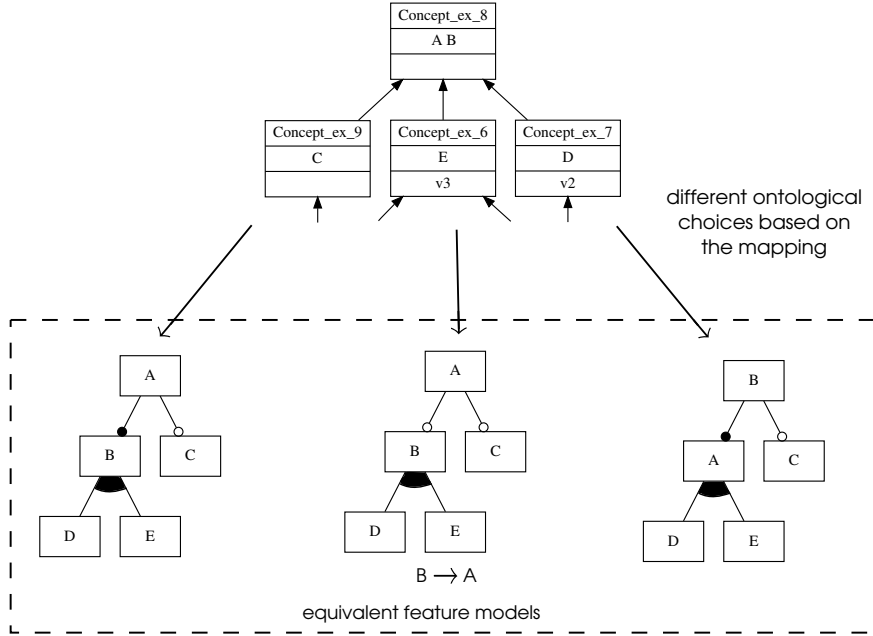 Concept_ex_8
A B
Concept_ex_9
Concept_ex_6
Concept_ex_7
C
E
D
v3
v2
different ontological
choices based on
the mapping
A
A
B
B
C
B
C
A
C
D
E
D
E
D
E
B → A
equivalent feature models